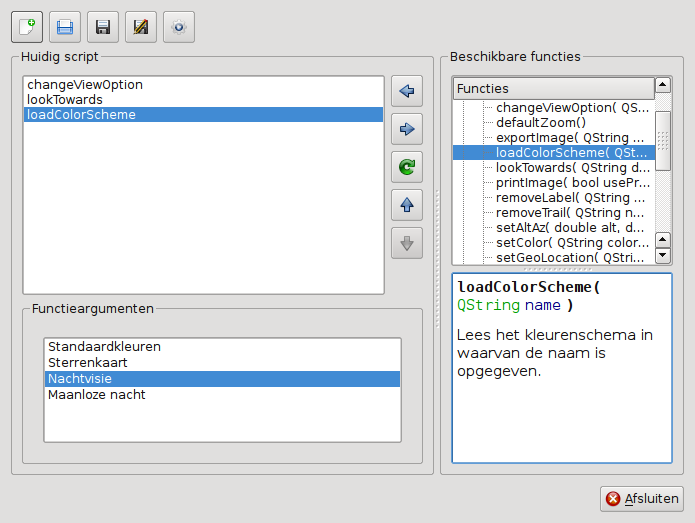 Huidig script
changeViewOption
lookTowards
loadColorScheme
Functieargumenten
Standaardkleuren
Sterrenkaart
Nachtvisie
Maanloze nacht
Beschikbare functies
Functies
changeViewOption( QS...
defaultZoom()
exportImage( QString ...
loadColorScheme( QSt...
lookTowards( QString d...
printImage( bool usePr...
removeLabel( QString ...
removeTrail( QString n...
setAltAz( double alt, d...
setColor( QString color...
setGeoLocation( QStri...
loadColorScheme(
QString name )
Lees het kleurenschema in
waarvan de naam is
opgegeven.
Afsluiten